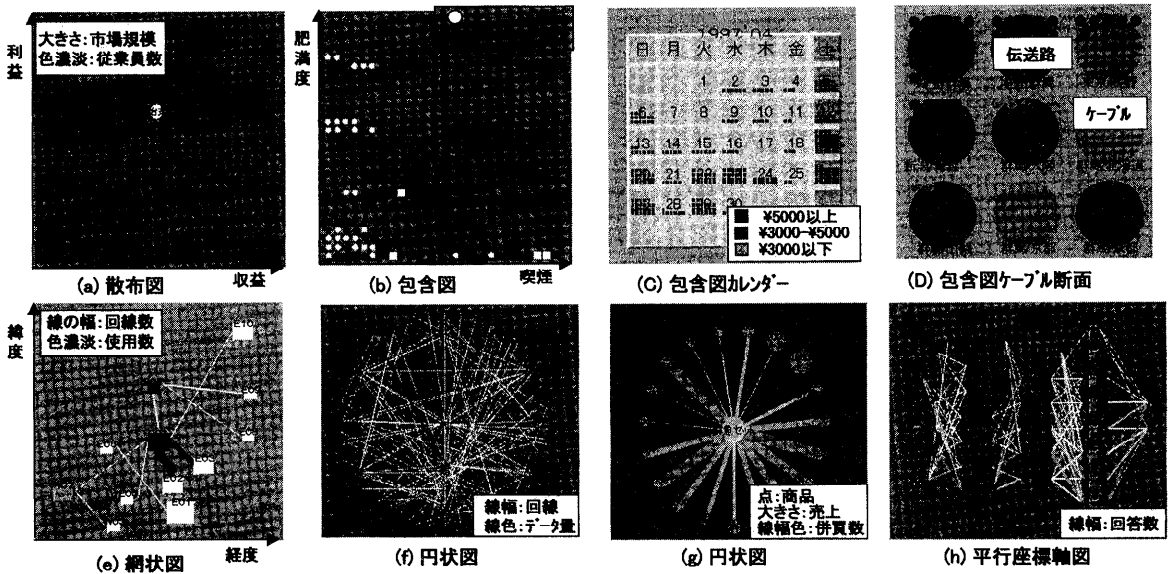 利益
大きさ:市場規模
色濃淡:従業員数
(a) 散布図
収益
肥満度
(b) 包含図
喫煙
1997.04
日 月 火 水 木 金 土
1 2 3 4
6 7 8 9 10 11
13 14 15 16 17 18
21 24 25
28 30
¥5000以上
¥3000-¥5000
¥3000以下
(C) 包含図カレンダー
伝送路
ケーブル
(D) 包含図ケーブル断面
緯度
線の幅:回線数
色濃淡:使用数
E10
E02
E01
(e) 網状図
経度
線幅:回線
線色:データ量
(f) 円状図
点:商品
大きさ:売上
線幅色:併買数
(g) 円状図
線幅:回答数
(h) 平行座標軸図